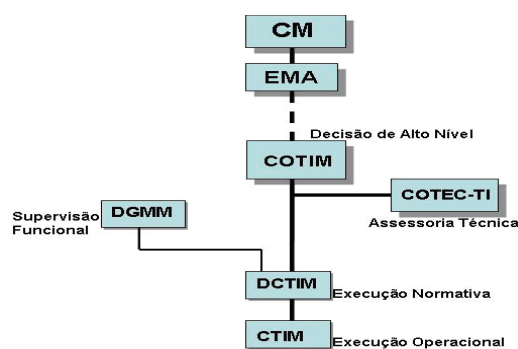 CM
EMA
Decisão de Alto Nível
COTIM
COTEC-TI
Assessoria Técnica
Supervisão
Funcional
DGMM
DCTIM
Execução Normativa
CTIM
Execução Operacional